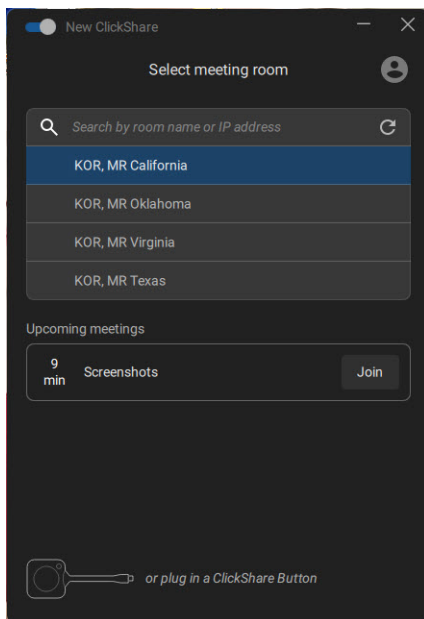 New ClickShare
Select meeting room
Search by room name or IP address
KOR, MR California
KOR, MR Oklahoma
KOR, MR Virginia
KOR, MR Texas
Upcoming meetings
9
min
Screenshots
Join
or plug in a ClickShare Button